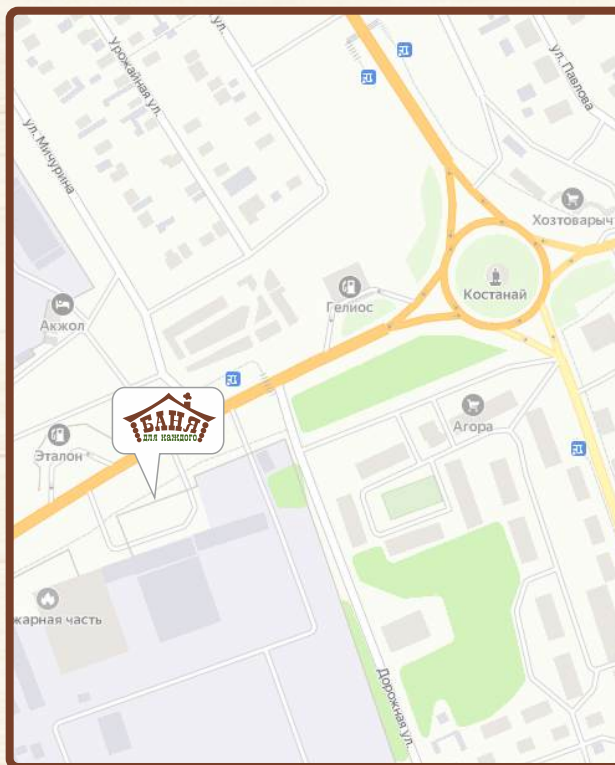 ул.
ул. Павлова
Урожайная ул.
ул. Мичурина
Хозтоварыч
Костанай
Гелиос
Акжол
БАНЯ
ДЛЯ КАЖДОГО
Агора
Эталон
жарная часть
Дорожная ул.